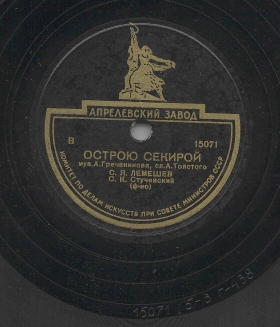 АПРЕЛЕВСКИЙ ЗАВОД
В 15071
ОСТРОЮ СЕКИРОЙ
муз. А. Гречанинова, сл. А. Толстого
С. Я. ЛЕМЕШЕВ
С. К. Стучевский
(ф-но)
КОМИТЕТ ПО ДЕЛАМ ИСКУССТВ ПРИ СОВЕТЕ МИНИСТРОВ СССР
15071